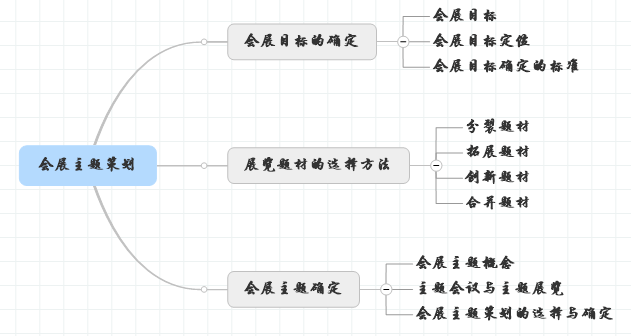 会展主题策划
会展目标的确定
会展目标
会展目标定位
会展目标确定的标准
展览题材的选择方法
分裂题材
拓展题材
创新题材
合并题材
会展主题确定
会展主题概念
主题会议与主题展览
会展主题策划的选择与确定